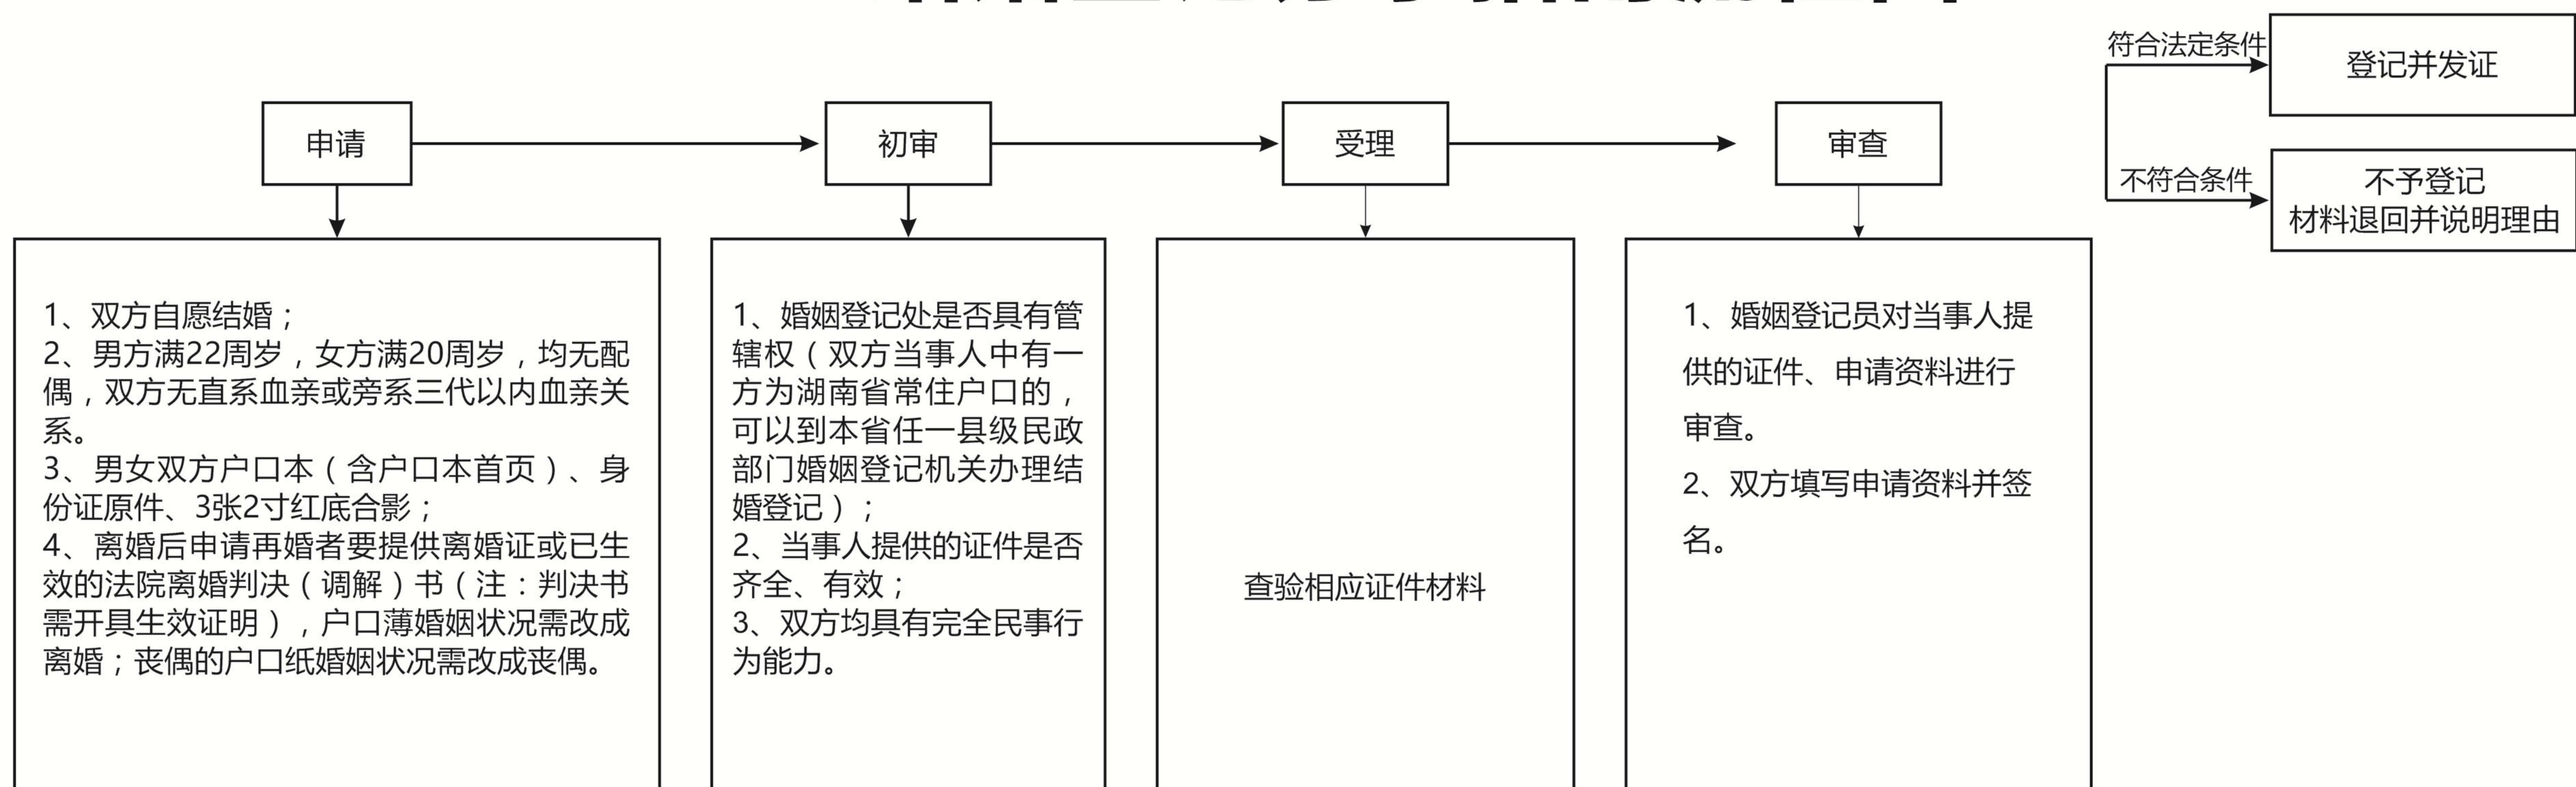 符合法定条件
登记并发证
申请
初审
受理
审查
不符合条件
不予登记
材料退回并说明理由
1、双方自愿结婚；
2、男方满22周岁，女方满20周岁，均无配
偶，双方无直系血亲或旁系三代以内血亲关
系。
3、男女双方户口本（含户口本首页）、身
份证原件、3张2寸红底合影；
4、离婚后申请再婚者要提供离婚证或已生
效的法院离婚判决（调解）书（注：判决书
需开具生效证明），户口薄婚姻状况需改成
离婚；丧偶的户口纸婚姻状况需改成丧偶。
1、婚姻登记处是否具有管
辖权（双方当事人中有一
方为湖南省常住户口的，
可以到本省任一县级民政
部门婚姻登记机关办理结
婚登记）；
2、当事人提供的证件是否
齐全、有效；
3、双方均具有完全民事行
为能力。
查验相应证件材料
1、婚姻登记员对当事人提
供的证件、申请资料进行
审查。
2、双方填写申请资料并签
名。